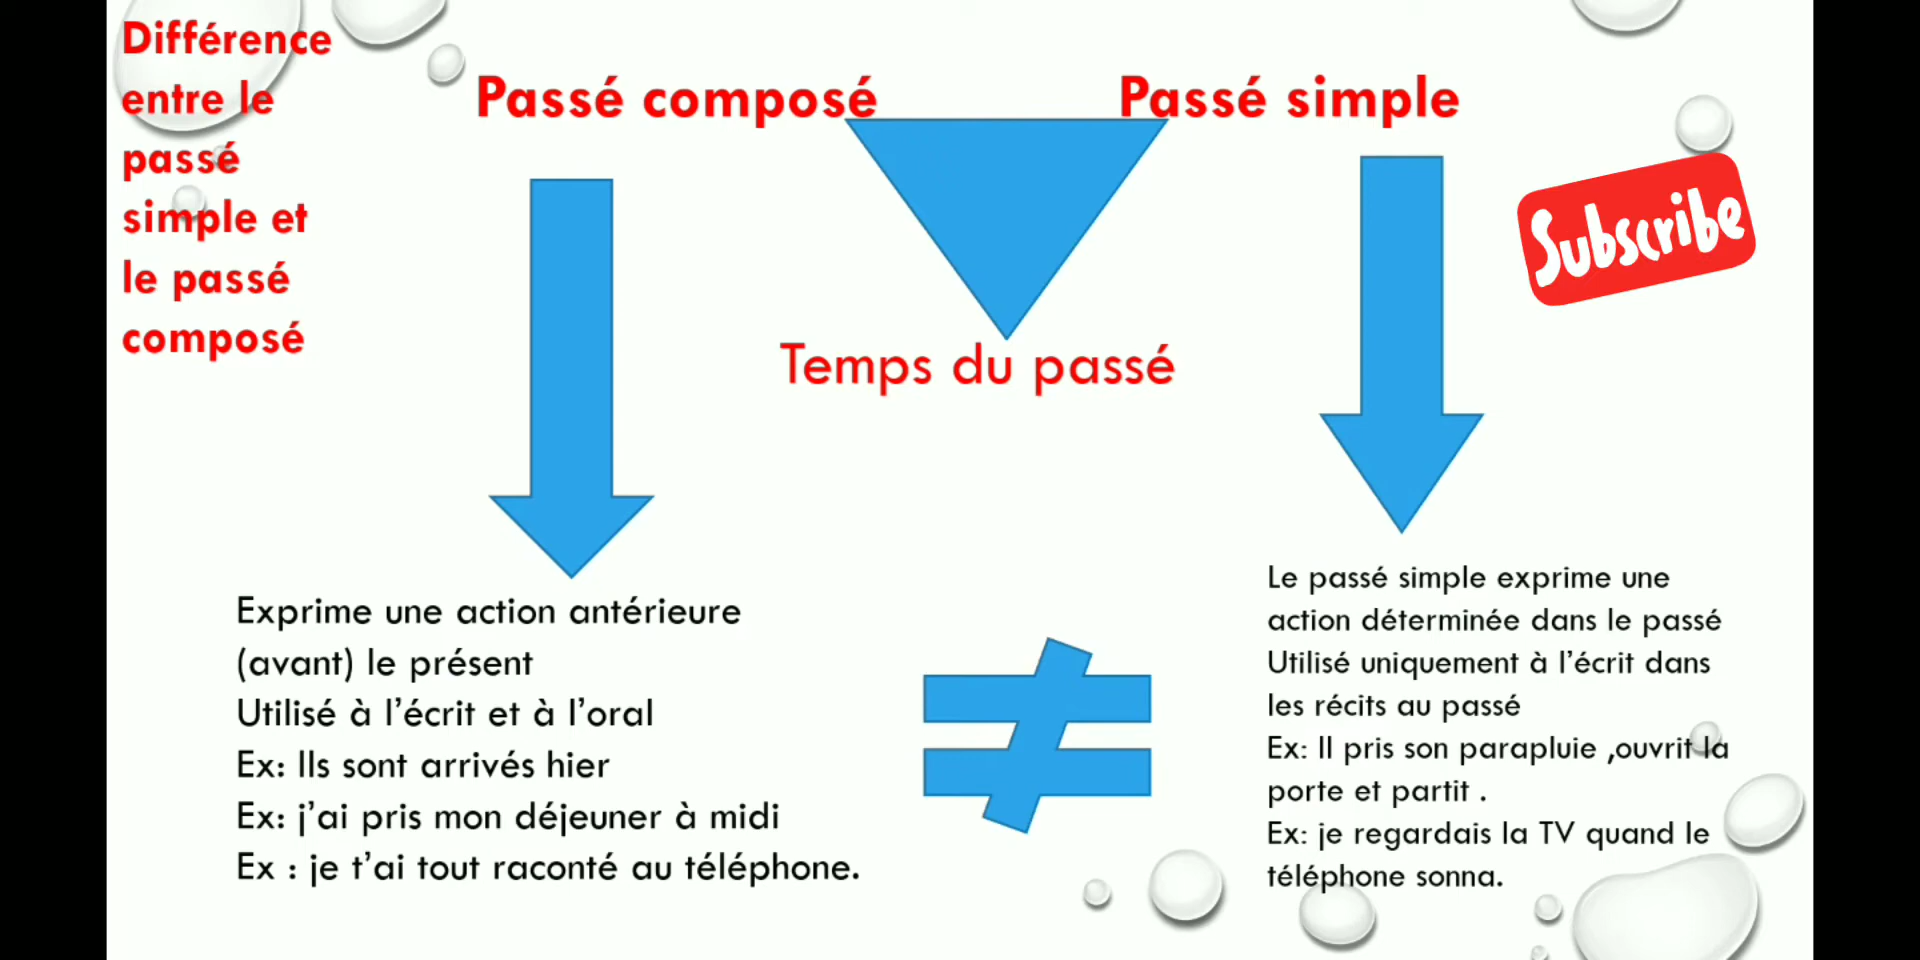 Différence
entre le
passé
simple et
le passé
composé
Passé composé
Passé simple
Subscribe
Temps du passé
Exprime une action antérieure
(avant) le présent
Utilisé à l’écrit et à l’oral
Ex: Ils sont arrivés hier
Ex: j’ai pris mon déjeuner à midi
Ex : je t’ai tout raconté au téléphone.
Le passé simple exprime une
action déterminée dans le passé
Utilisé uniquement à l’écrit dans
les récits au passé
Ex: Il pris son parapluie ,ouvrit la
porte et partit .
Ex: je regardais la TV quand le
téléphone sonna.